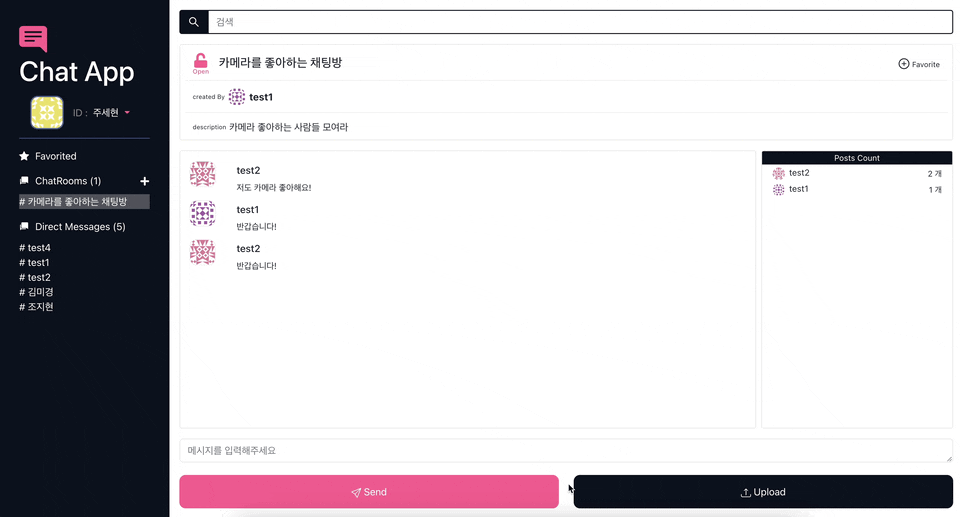 Chat App
ID : 주세현
Favorited
ChatRooms (1) +
# 카메라를 좋아하는 채팅방
Direct Messages (5)
# test4
# test1
# test2
# 김미경
# 조지현
검색
Open
카메라를 좋아하는 채팅방
Favorite
created By test1
description 카메라 좋아하는 사람들 모여라
test2
저도 카메라 좋아해요!
test1
반갑습니다!
test2
반갑습니다!
Posts Count
test2 2 개
test1 1 개
메시지를 입력해주세요
Send
Upload